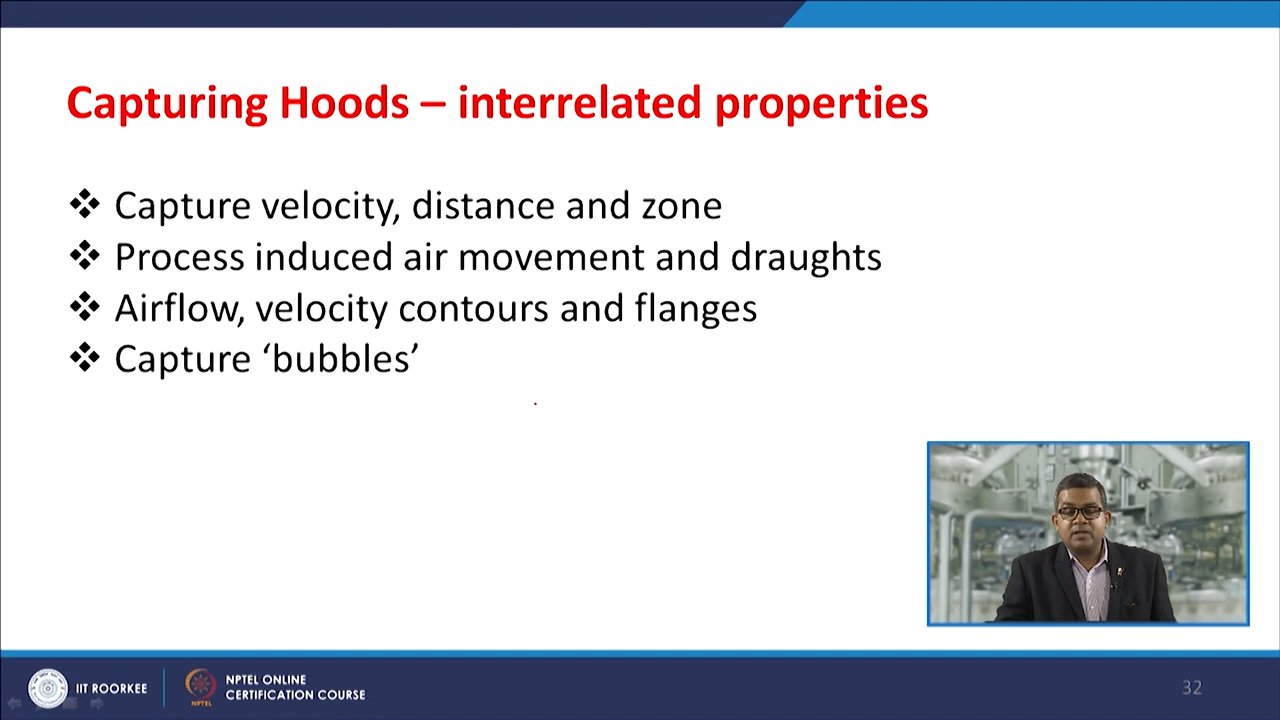 Capturing Hoods – interrelated properties
❖ Capture velocity, distance and zone
❖ Process induced air movement and draughts
❖ Airflow, velocity contours and flanges
❖ Capture ‘bubbles’
IIT ROORKEE
NPTEL
NPTEL ONLINE
CERTIFICATION COURSE
32